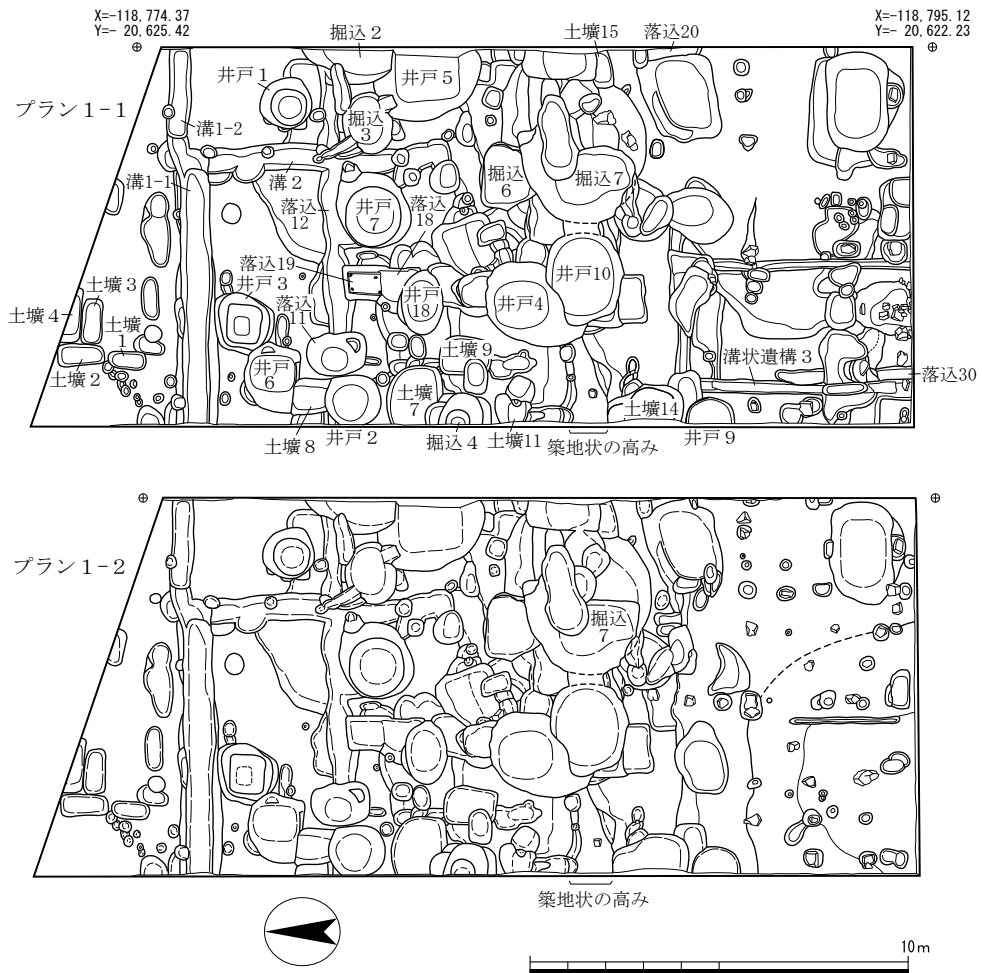 X=-118,774.37
Y=- 20,625.42
X=-118,795.12
Y=- 20,622.23
掘込２
土壙15
落込20
井戸１
井戸５
プラン１-１
掘込
３
溝1-2
溝1-1
溝２
掘込
６
掘込７
落込
12
井戸
７
落込
18
落込19
井戸10
井戸３
土壙３
落込
11
井戸
18
井戸４
土壙４
土壙
１
土壙９
溝状遺構３
土壙２
井戸
６
落込30
土壙
７
土壙14
土壙８
井戸２
掘込４
土壙11
築地状の高み
井戸９
プラン１-２
掘込
７
築地状の高み
10m